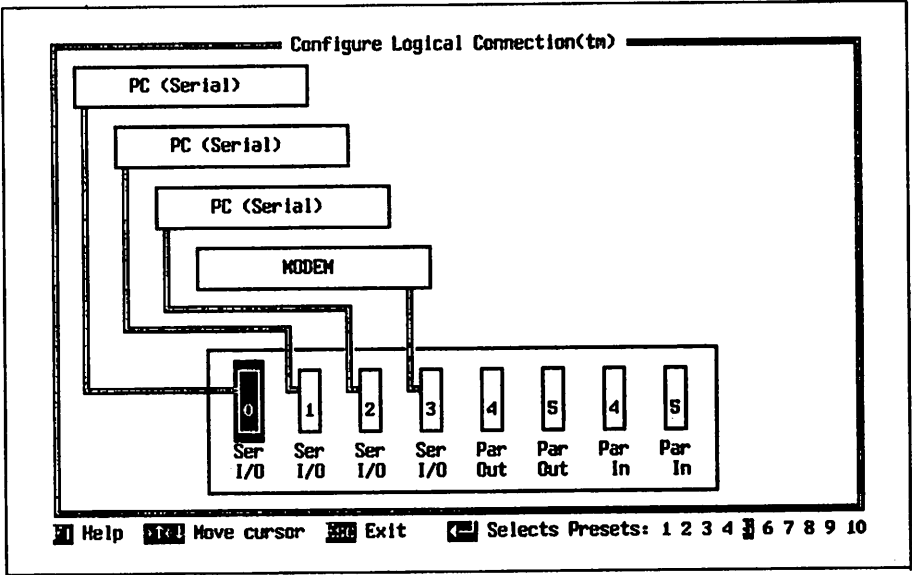 Configure Logical Connection(tm)
PC (Serial)
PC (Serial)
PC (Serial)
MODEM
0 1 2 3 4 5 4 5
Ser Ser Ser Ser Par Par Par Par
I/O I/O I/O I/O Out Out In In
F1 Help Move cursor ESC Exit Selects Presets: 1 2 3 4 5 6 7 8 9 10